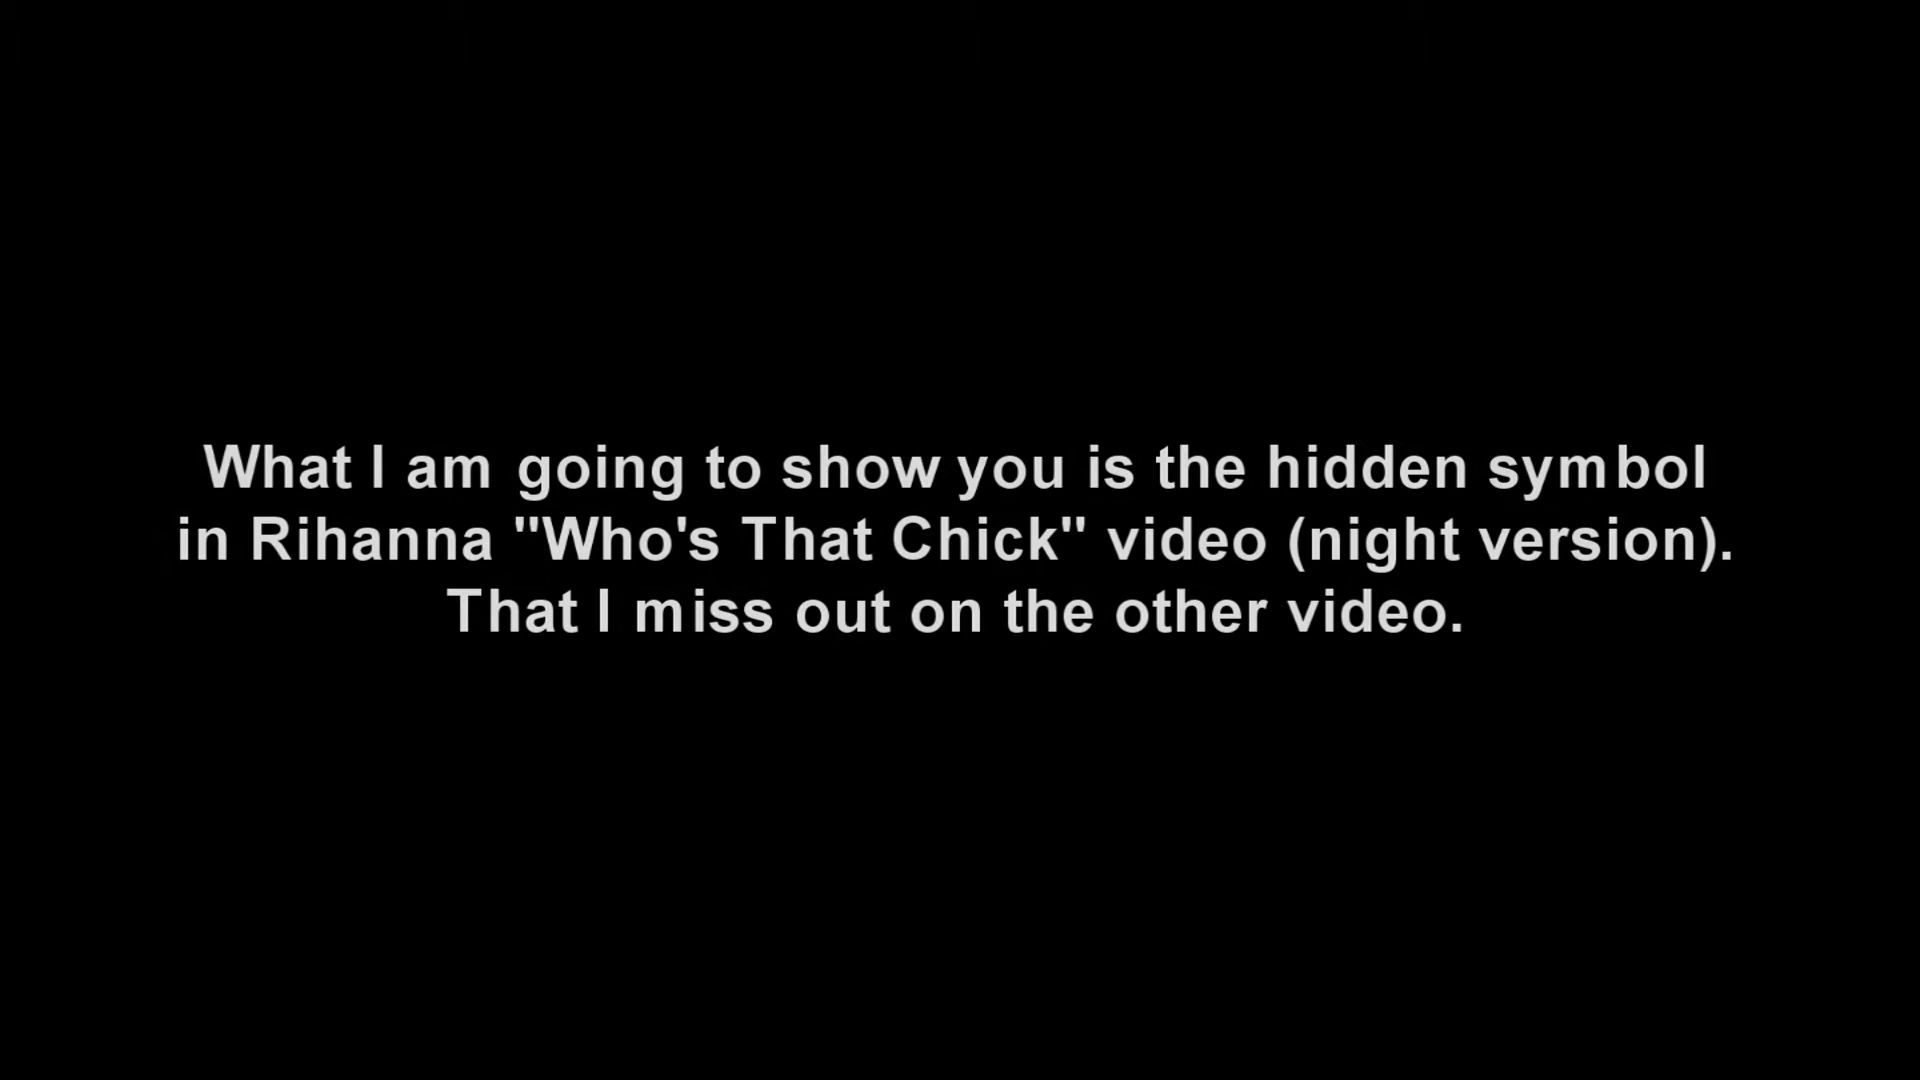 What I am going to show you is the hidden symbol
in Rihanna "Who's That Chick" video (night version).
That I miss out on the other video.